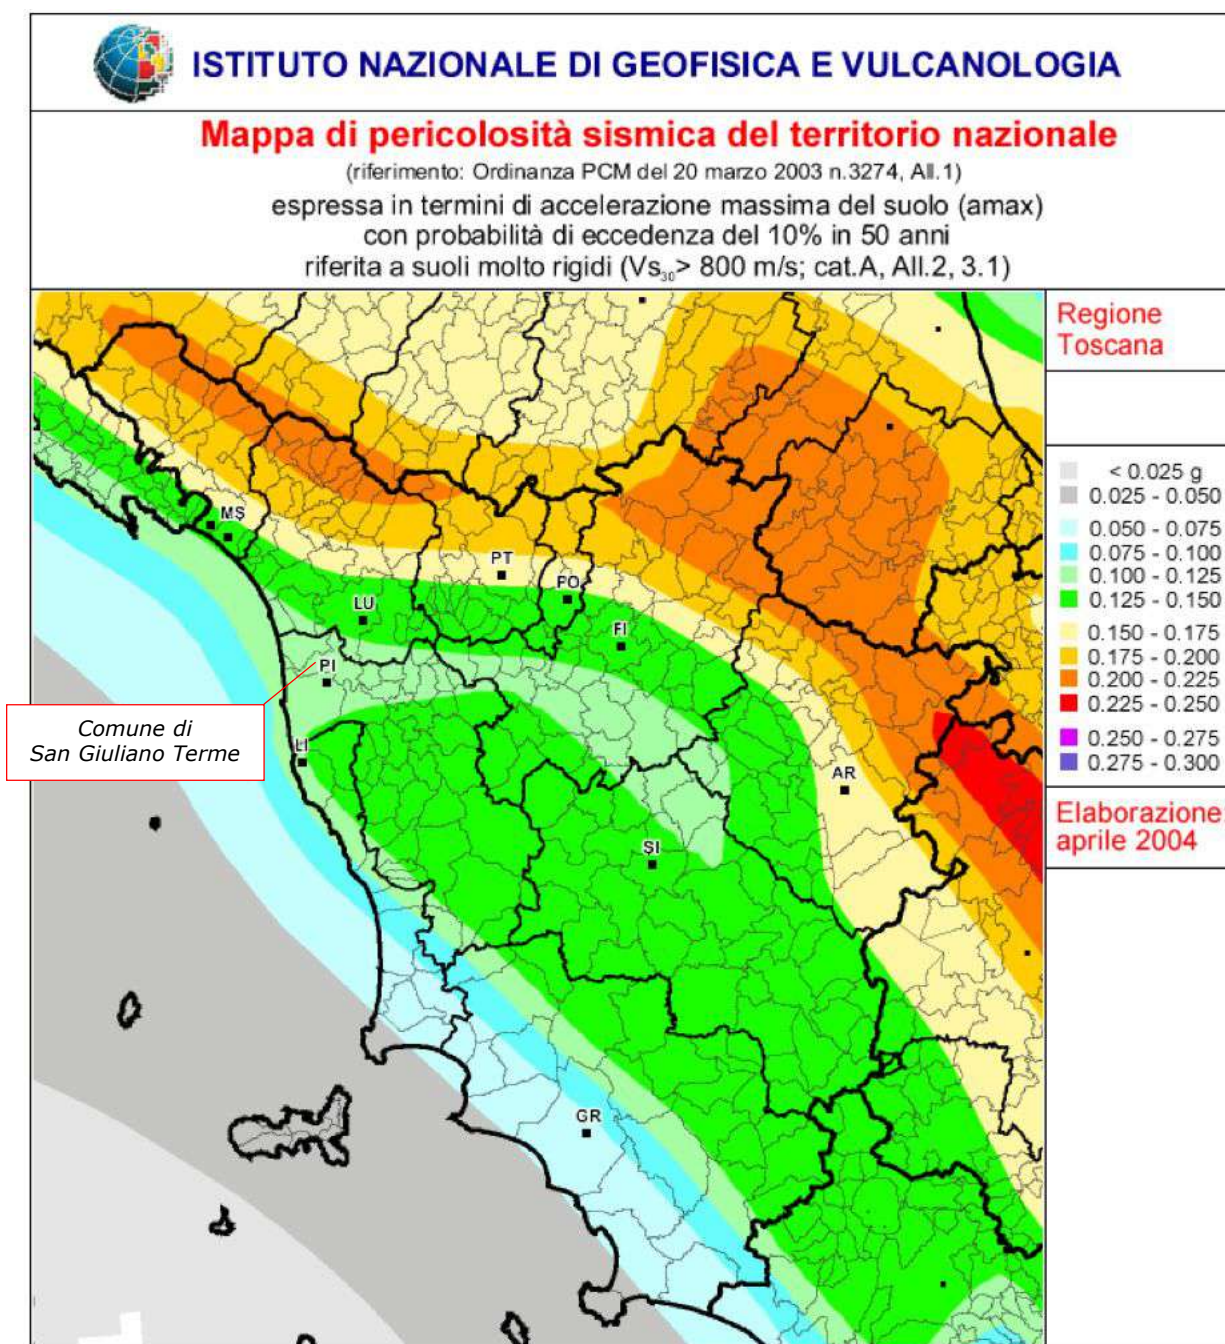 ISTITUTO NAZIONALE DI GEOFISICA E VULCANOLOGIA
Mappa di pericolosità sismica del territorio nazionale
(riferimento: Ordinanza PCM del 20 marzo 2003 n.3274, All.1)
espressa in termini di accelerazione massima del suolo (amax)
con probabilità di eccedenza del 10% in 50 anni
riferita a suoli molto rigidi (Vs30> 800 m/s; cat.A, All.2, 3.1)
Regione
Toscana
< 0.025 g
0.025 - 0.050
0.050 - 0.075
0.075 - 0.100
0.100 - 0.125
0.125 - 0.150
0.150 - 0.175
0.175 - 0.200
0.200 - 0.225
0.225 - 0.250
0.250 - 0.275
0.275 - 0.300
Elaborazione:
aprile 2004
MS
PT
PO
LU
FI
PI
Comune di
San Giuliano Terme
LI
AR
SI
GR